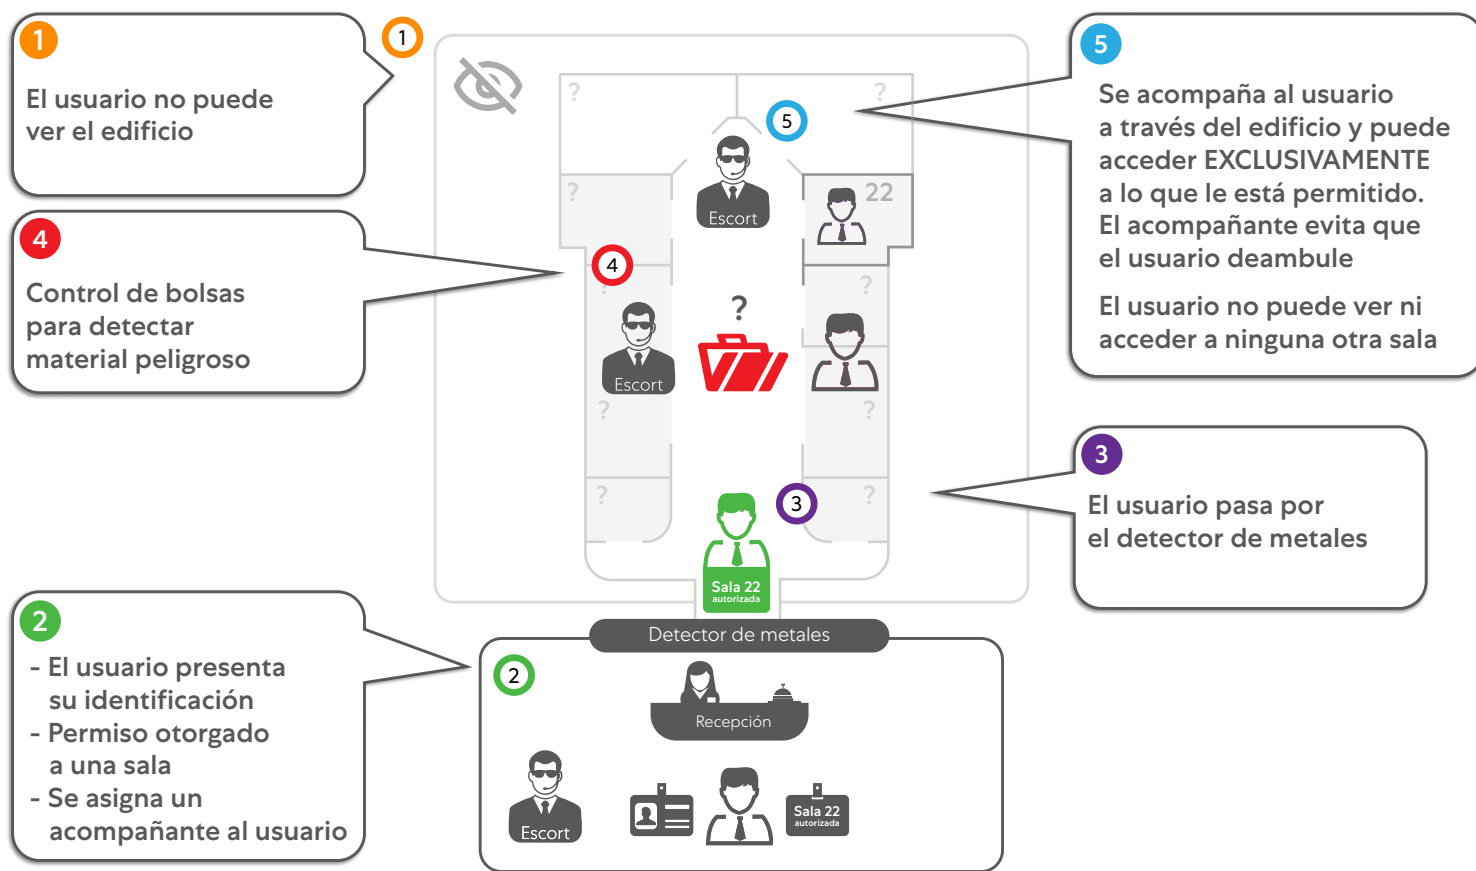 1
El usuario no puede
ver el edificio
1
4
Control de bolsas
para detectar
material peligroso
2
- El usuario presenta
su identificación
- Permiso otorgado
a una sala
- Se asigna un
acompañante al usuario
?
?
5
Escort
?
22
4
?
Escort
?
?
?
?
?
3
?
Sala 22
autorizada
Detector de metales
2
Recepción
Escort
Sala 22
autorizada
5
Se acompaña al usuario
a través del edificio y puede
acceder EXCLUSIVAMENTE
a lo que le está permitido.
El acompañante evita que
el usuario deambule
El usuario no puede ver ni
acceder a ninguna otra sala
3
El usuario pasa por
el detector de metales